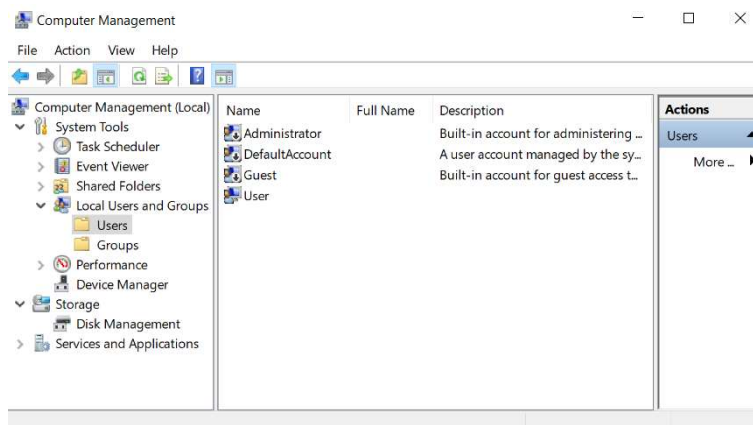 Computer Management
File Action View Help
Computer Management (Local)
System Tools
Task Scheduler
Event Viewer
Shared Folders
Local Users and Groups
Users
Groups
Performance
Device Manager
Storage
Disk Management
Services and Applications
Name Full Name Description
Administrator Built-in account for administering ...
DefaultAccount A user account managed by the sy...
Guest Built-in account for guest access t...
User
Actions
Users
More ...